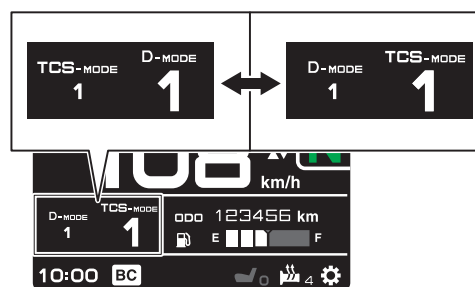 TCS-MODE D-MODE
1 1
D-MODE TCS-MODE
1 1
108 N
km/h
D-MODE TCS-MODE
1 1
ODO 123456 km
E F
10:00 BC 0 4